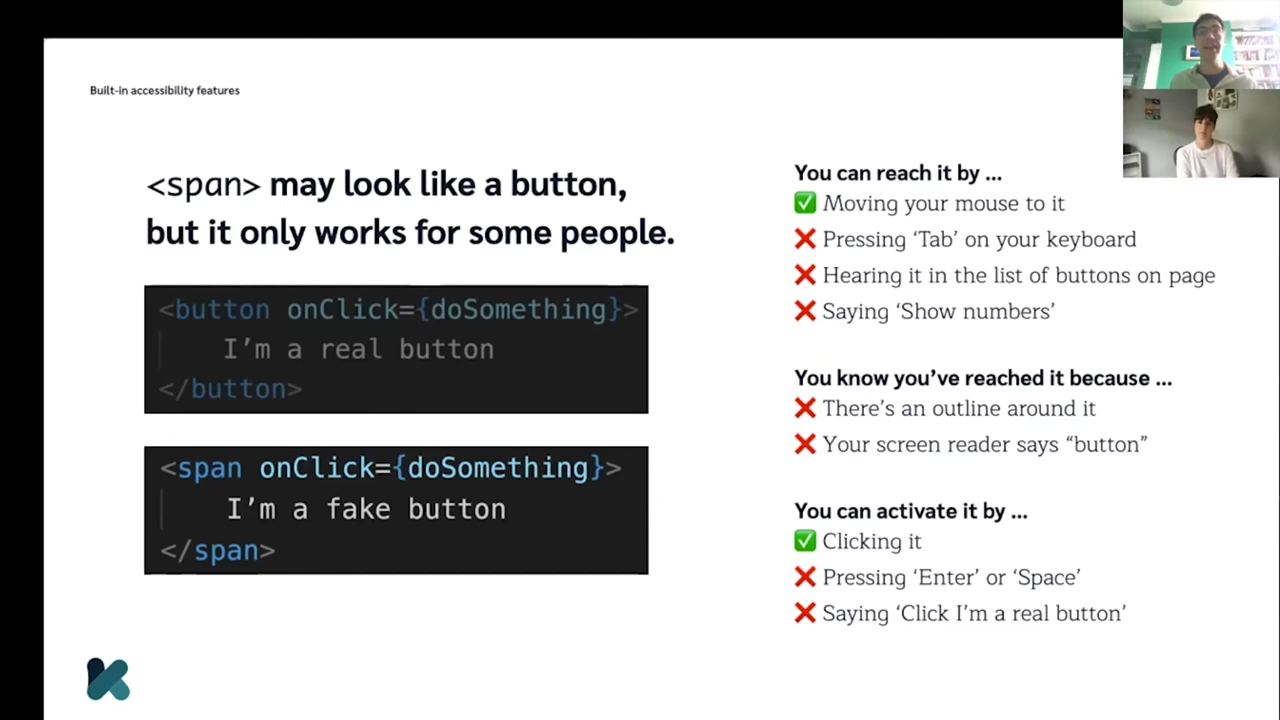 Built-in accessibility features
<span> may look like a button,
but it only works for some people.
<button onClick={doSomething}>
I’m a real button
</button>
<span onClick={doSomething}>
I’m a fake button
</span>
You can reach it by ...
✅ Moving your mouse to it
❌ Pressing ‘Tab’ on your keyboard
❌ Hearing it in the list of buttons on page
❌ Saying ‘Show numbers’
You know you’ve reached it because ...
❌ There’s an outline around it
❌ Your screen reader says “button”
You can activate it by ...
✅ Clicking it
❌ Pressing ‘Enter’ or ‘Space’
❌ Saying ‘Click I’m a real button’